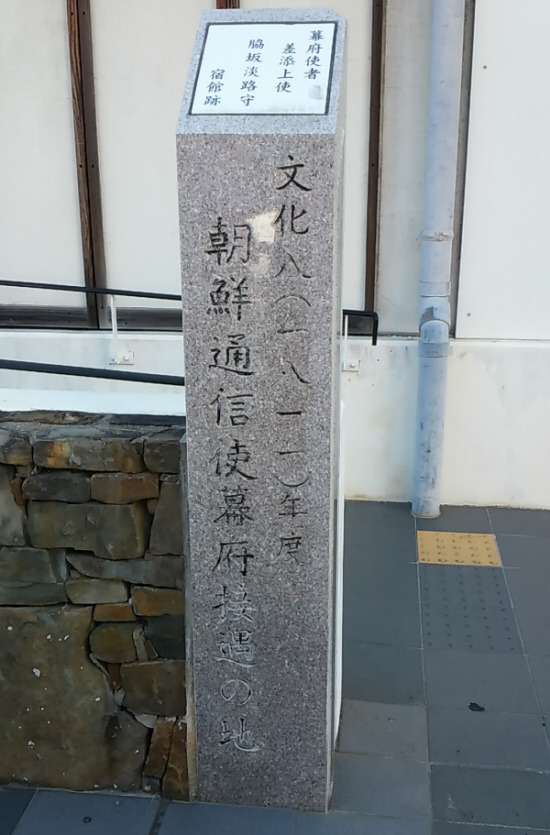 幕府使者
差添上使
脇坂淡路守
宿館跡
文化八(一八一一)年度
朝鮮通信使幕府接遇の地